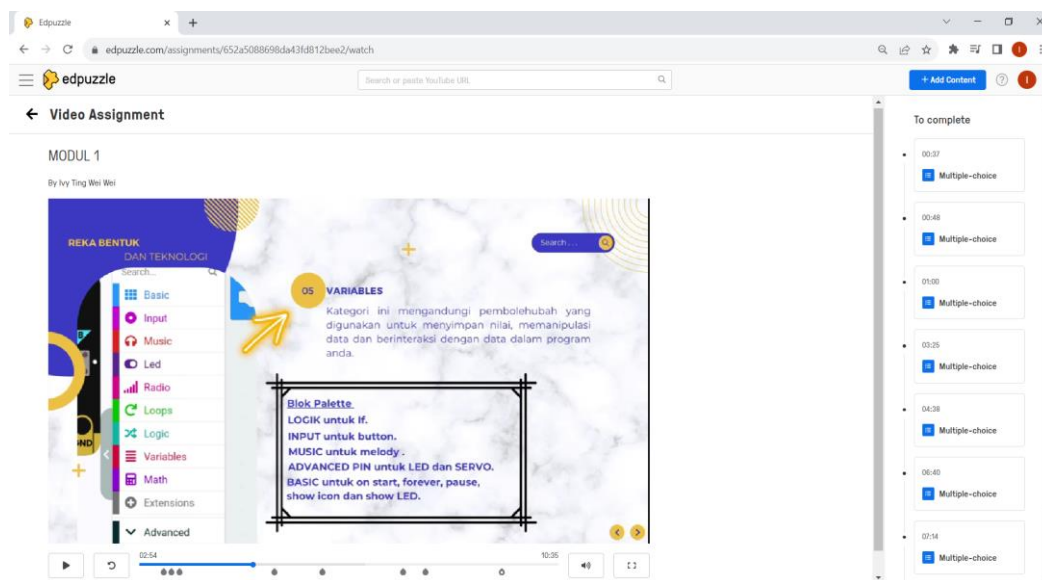 Edpuzzle
edpuzzle.com/assignments/652a5088698da43fd812bee2/watch
edpuzzle
Search or paste YouTube URL
+ Add Content
?
I
Video Assignment
MODUL 1
By Ivy Ting Wei Wei
REKA BENTUK
DAN TEKNOLOGI
Search...
Basic
Input
Music
Led
Radio
Loops
Logic
Variables
Math
Extensions
Advanced
GND
Search . . .
05 VARIABLES
Kategori ini mengandungi pembolehubah yang
digunakan untuk menyimpan nilai, memanipulasi
data dan berinteraksi dengan data dalam program
anda.
Blok Palette
LOGIK untuk If.
INPUT untuk button.
MUSIC untuk melody .
ADVANCED PIN untuk LED dan SERVO.
BASIC untuk on start, forever, pause,
show icon dan show LED.
02:54
10:35
To complete
00:37
Multiple-choice
00:48
Multiple-choice
01:00
Multiple-choice
03:25
Multiple-choice
04:38
Multiple-choice
06:40
Multiple-choice
07:14
Multiple-choice